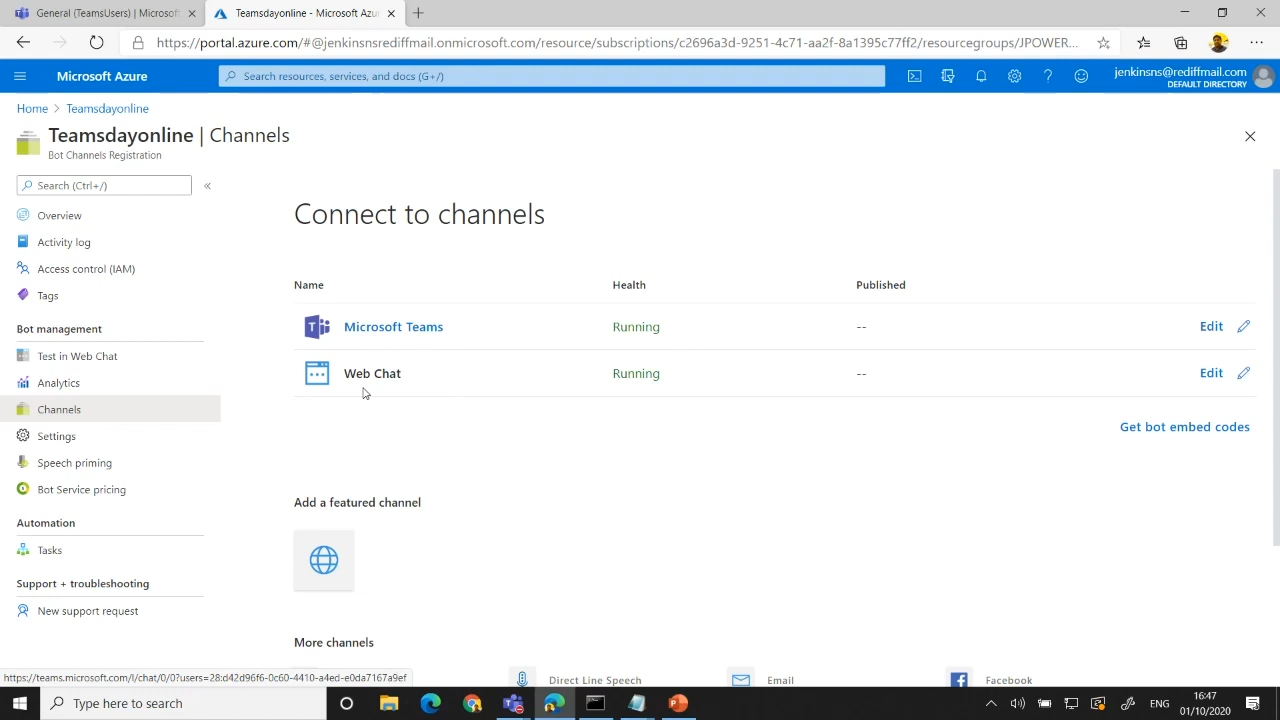 General (TeamsUsers) | Microsoft
Teamsdayonline - Microsoft Azu
https://portal.azure.com/#@jenkinsnsrediffmail.onmicrosoft.com/resource/subscriptions/c2696a3d-9251-4c71-aa2f-8a1395c77ff2/resourcegroups/JPOWER...
Microsoft Azure
Search resources, services, and docs (G+/)
jenkinsns@rediffmail.com
DEFAULT DIRECTORY
Home > Teamsdayonline
Teamsdayonline | Channels
Bot Channels Registration
Search (Ctrl+/)
Overview
Activity log
Access control (IAM)
Tags
Bot management
Test in Web Chat
Analytics
Channels
Settings
Speech priming
Bot Service pricing
Automation
Tasks
Support + troubleshooting
New support request
Connect to channels
Name Health Published
Microsoft Teams Running -- Edit
Web Chat Running -- Edit
Get bot embed codes
Add a featured channel
More channels
Direct Line Speech Email Facebook
https://teams.microsoft.com/l/chat/0/0?users=28:d42d96f6-0c60-4410-a4ed-e0da7167a9ef
Type here to search
ENG
16:47
01/10/2020